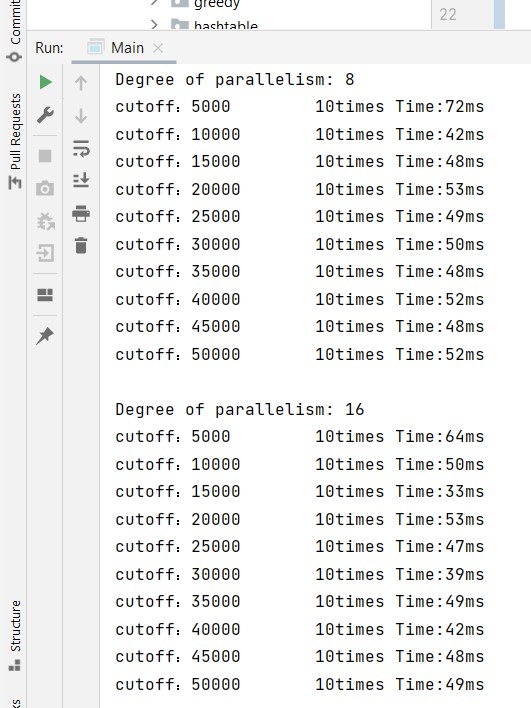 greedy
hashtable
22
Commit
Pull Requests
Structure
Run: Main
Degree of parallelism: 8
cutoff：5000 10times Time:72ms
cutoff：10000 10times Time:42ms
cutoff：15000 10times Time:48ms
cutoff：20000 10times Time:53ms
cutoff：25000 10times Time:49ms
cutoff：30000 10times Time:50ms
cutoff：35000 10times Time:48ms
cutoff：40000 10times Time:52ms
cutoff：45000 10times Time:48ms
cutoff：50000 10times Time:52ms
Degree of parallelism: 16
cutoff：5000 10times Time:64ms
cutoff：10000 10times Time:50ms
cutoff：15000 10times Time:33ms
cutoff：20000 10times Time:53ms
cutoff：25000 10times Time:47ms
cutoff：30000 10times Time:39ms
cutoff：35000 10times Time:49ms
cutoff：40000 10times Time:42ms
cutoff：45000 10times Time:48ms
cutoff：50000 10times Time:49ms